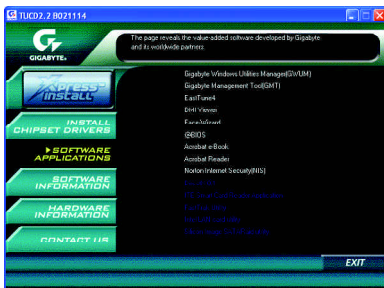 TUCD2.2 B021114
The page reveals the value-added software developed by Gigabyte
and its worldwide partners.
GIGABYTE
Xpress
Install
INSTALL
CHIPSET DRIVERS
SOFTWARE
APPLICATIONS
SOFTWARE
INFORMATION
HARDWARE
INFORMATION
CONTACT US
Gigabyte Windows Utilities Manager(GWUM)
Gigabyte Management Tool(GMT)
EasyTune4
DMI Viewer
Face-Wizard
@BIOS
Acrobat e-Book
Acrobat Reader
Norton Internet Security(NIS)
EXIT